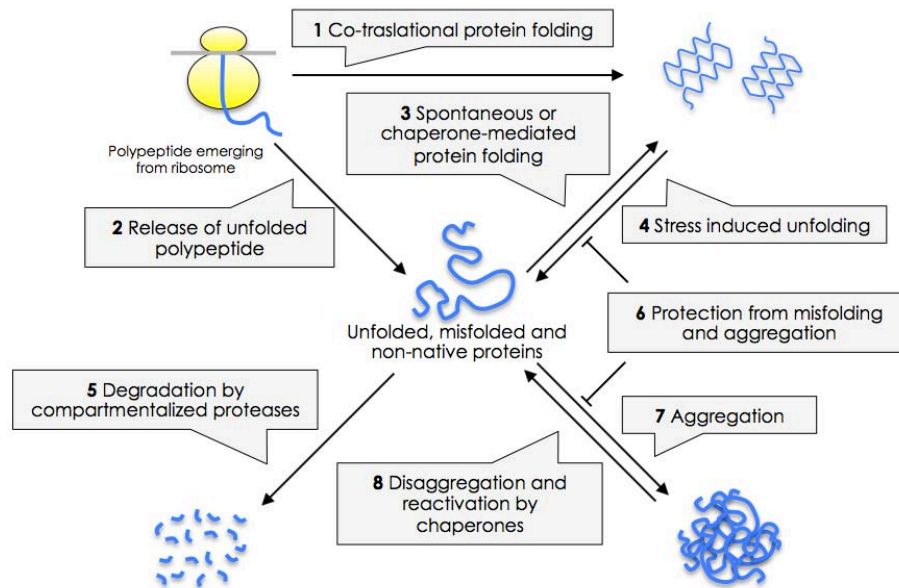 1 Co-traslational protein folding
3 Spontaneous or
chaperone-mediated
protein folding
Polypeptide emerging
from ribosome
2 Release of unfolded
polypeptide
4 Stress induced unfolding
6 Protection from misfolding
and aggregation
Unfolded, misfolded and
non-native proteins
5 Degradation by
compartmentalized proteases
7 Aggregation
8 Disaggregation and
reactivation by
chaperones